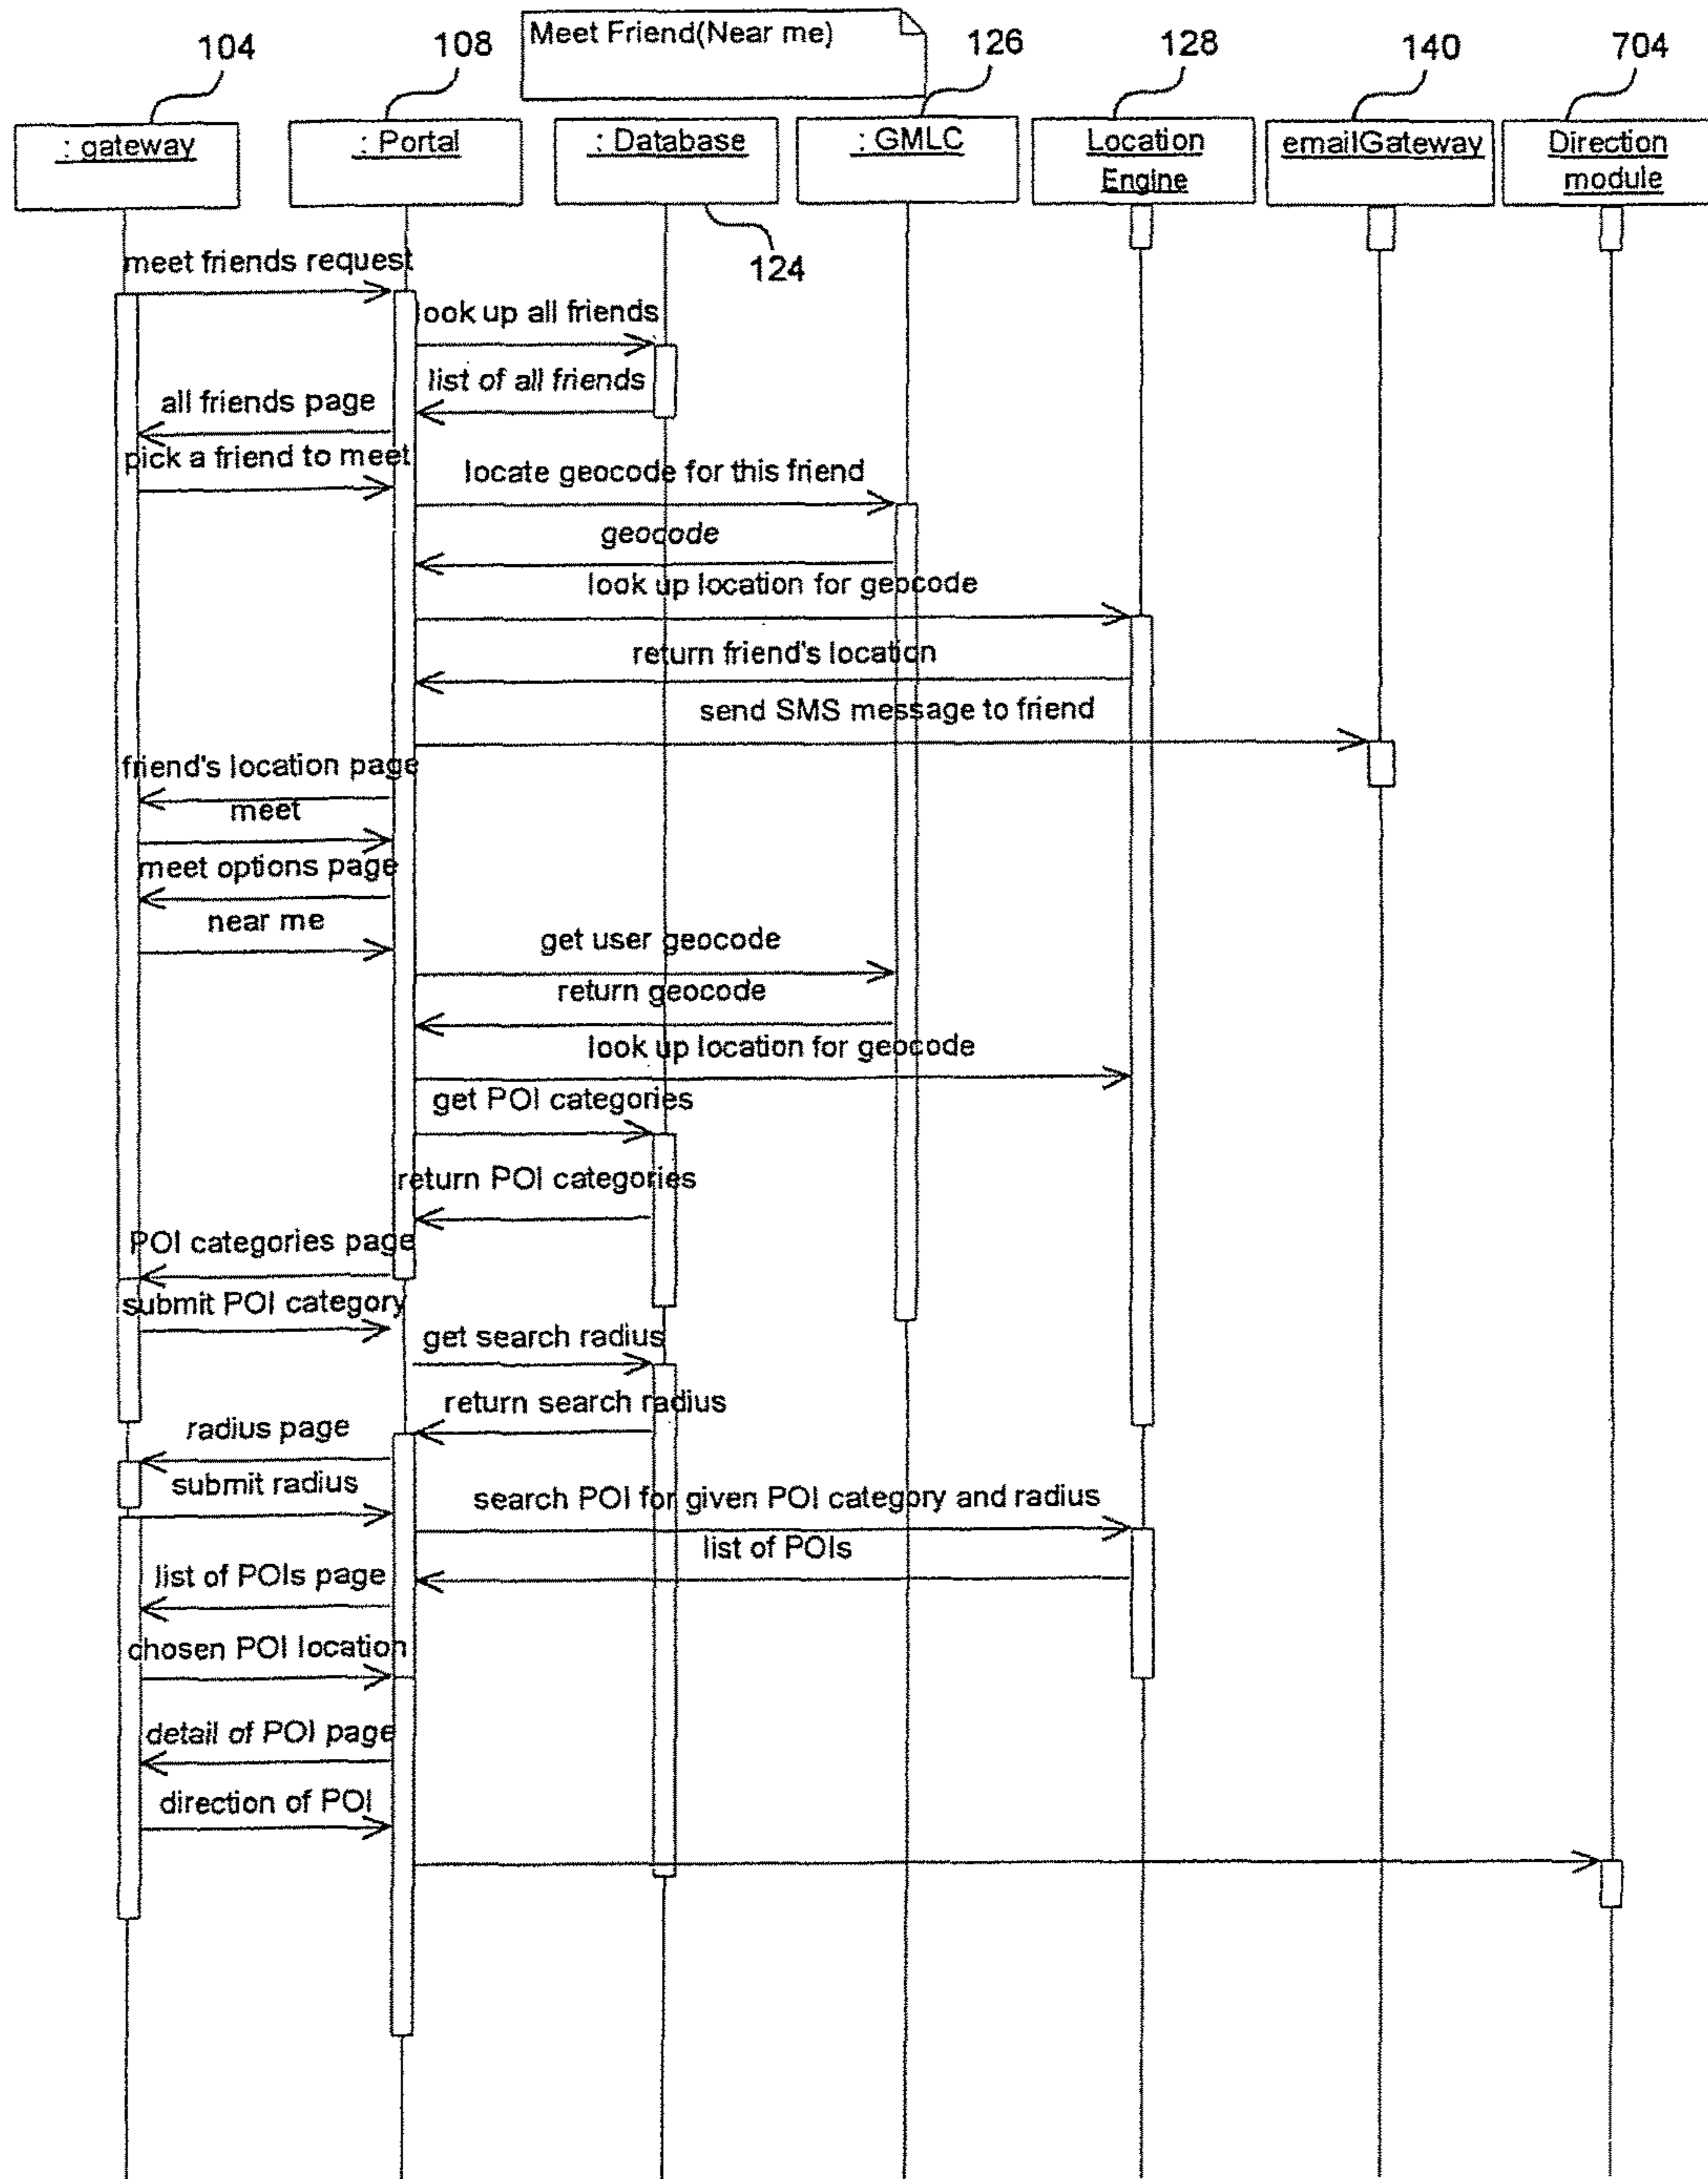 Meet Friend(Near me)
104
108
126
128
140
704
: gateway
: Portal
: Database
: GMLC
Location
Engine
emailGateway
Direction
module
124
meet friends request
ook up all friends
list of all friends
all friends page
pick a friend to meet
locate geocode for this friend
geocode
look up location for geocode
return friend's location
send SMS message to friend
friend's location page
meet
meet options page
near me
get user geocode
return geocode
look up location for geocode
get POI categories
return POI categories
POI categories page
submit POI category
get search radius
return search radius
radius page
submit radius
search POI for given POI category and radius
list of POIs
list of POIs page
chosen POI location
detail of POI page
direction of POI